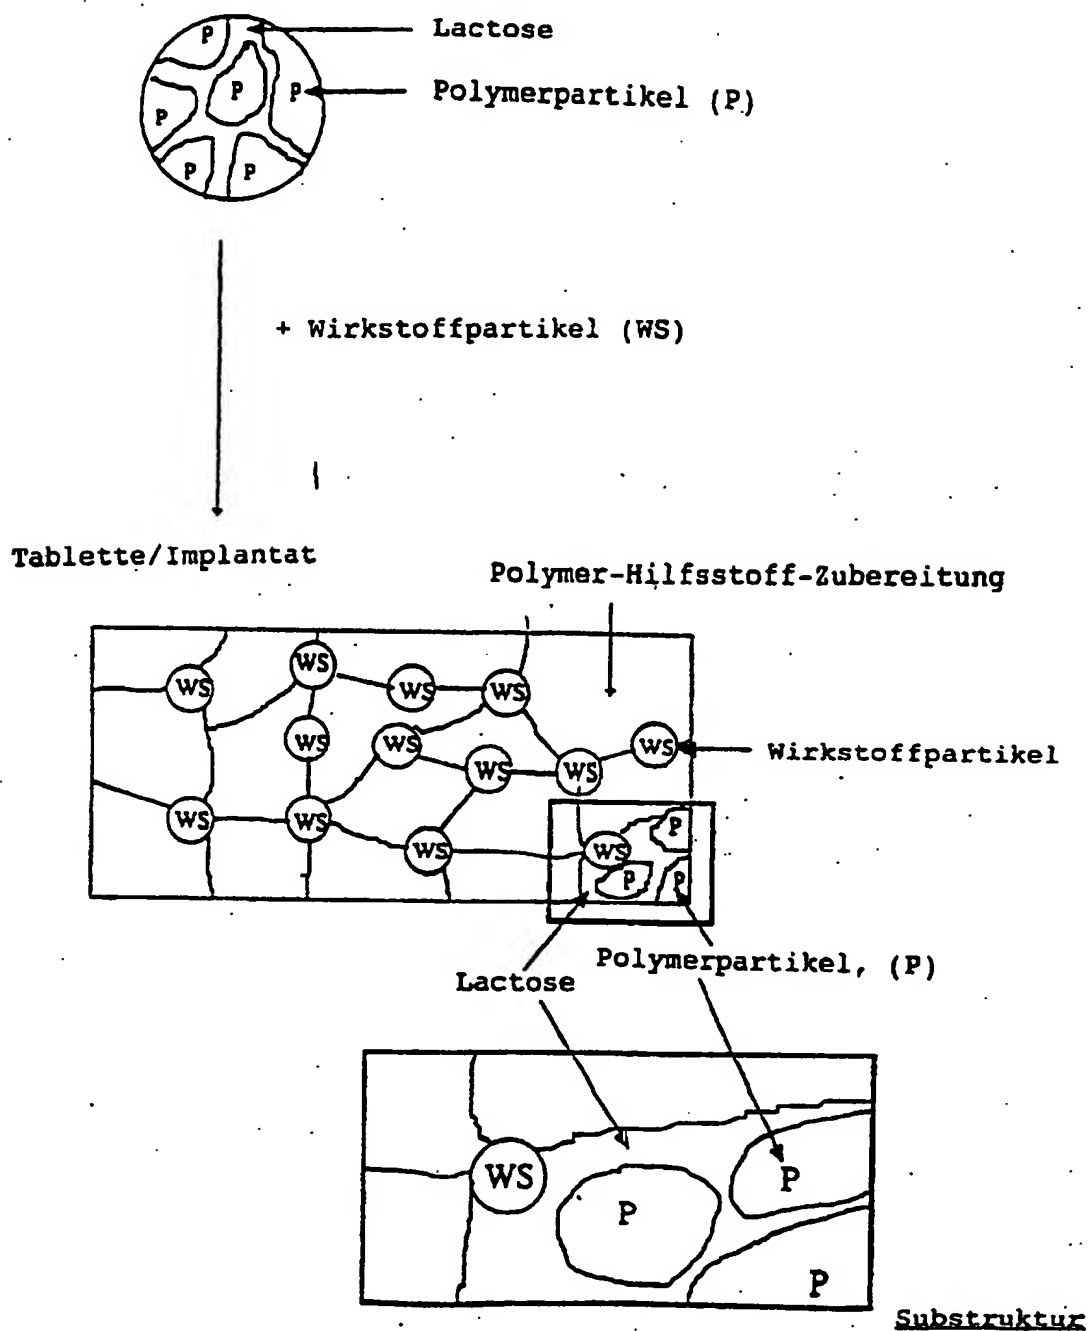 Lactose
P
P
P
Polymerpartikel (P)
P
P
P
+ Wirkstoffpartikel (WS)
Tablette/Implantat
Polymer-Hilfsstoff-Zubereitung
WS
WS
WS
WS
WS
WS
WS
WS
Wirkstoffpartikel
WS
WS
WS
WS
WS
WS
P
P
P
Lactose
Polymerpartikel, (P)
WS
P
P
P
Substruktur